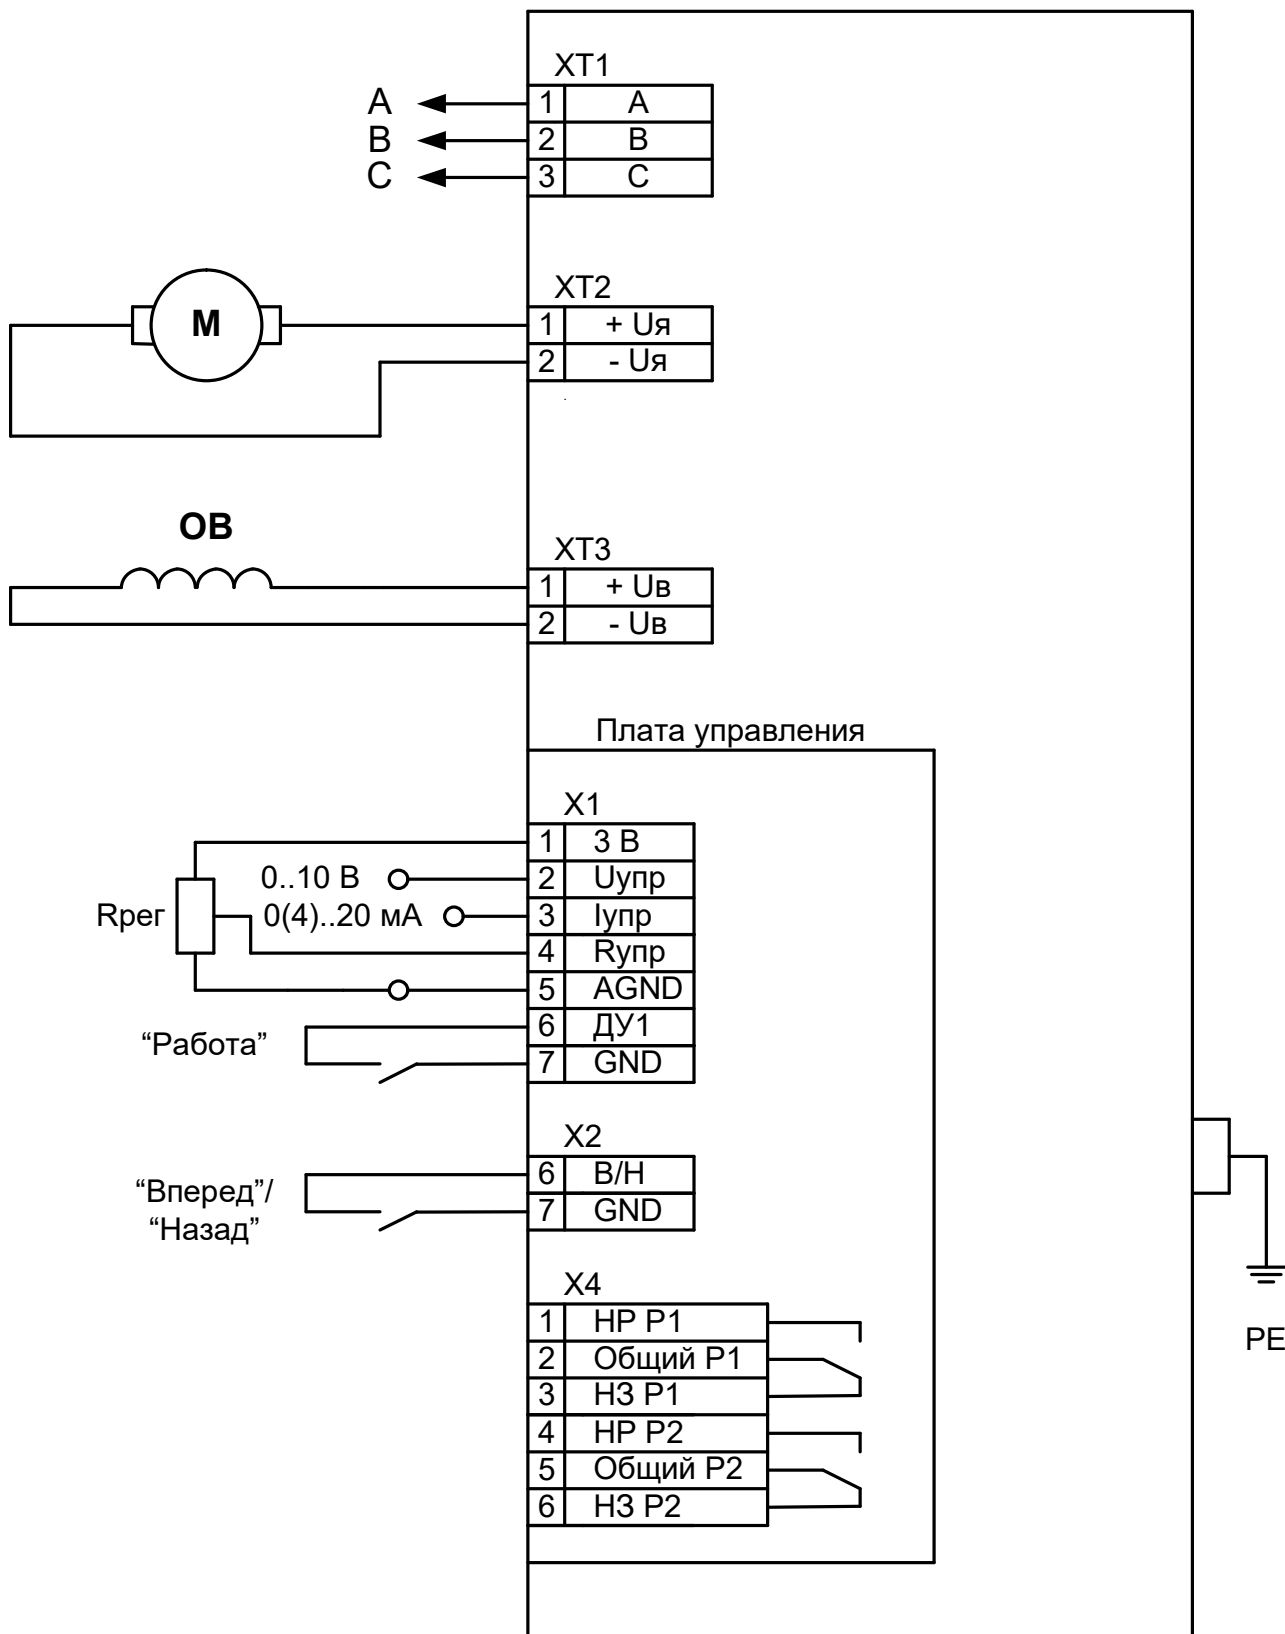 XT1
A 1 A
B 2 B
C 3 C
XT2
M 1 + Uя
2 - Uя
ОВ
XT3
1 + Uв
2 - Uв
Плата управления
X1
1 3 В
0..10 В 2 Uупр
Rрег 0(4)..20 мА 3 Iупр
4 Rупр
5 AGND
“Работа” 6 ДУ1
7 GND
X2
“Вперед”/ 6 В/Н
“Назад” 7 GND
X4
1 НР Р1
2 Общий Р1
3 НЗ Р1
4 НР Р2
5 Общий Р2
6 НЗ Р2
PE